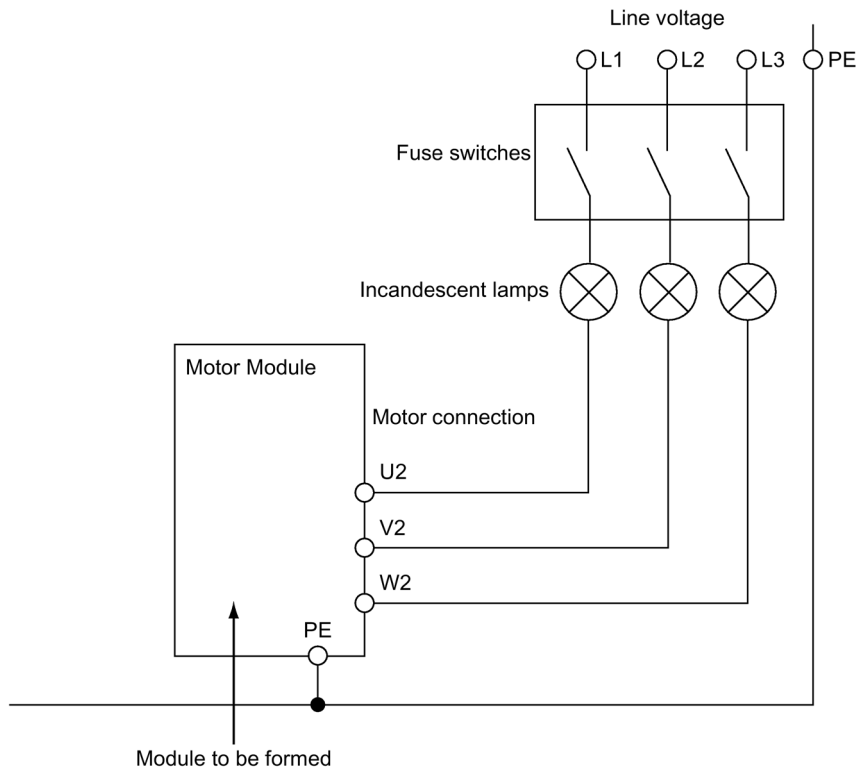 Line voltage
L1
L2
L3
PE
Fuse switches
Incandescent lamps
Motor Module
Motor connection
U2
V2
W2
PE
Module to be formed